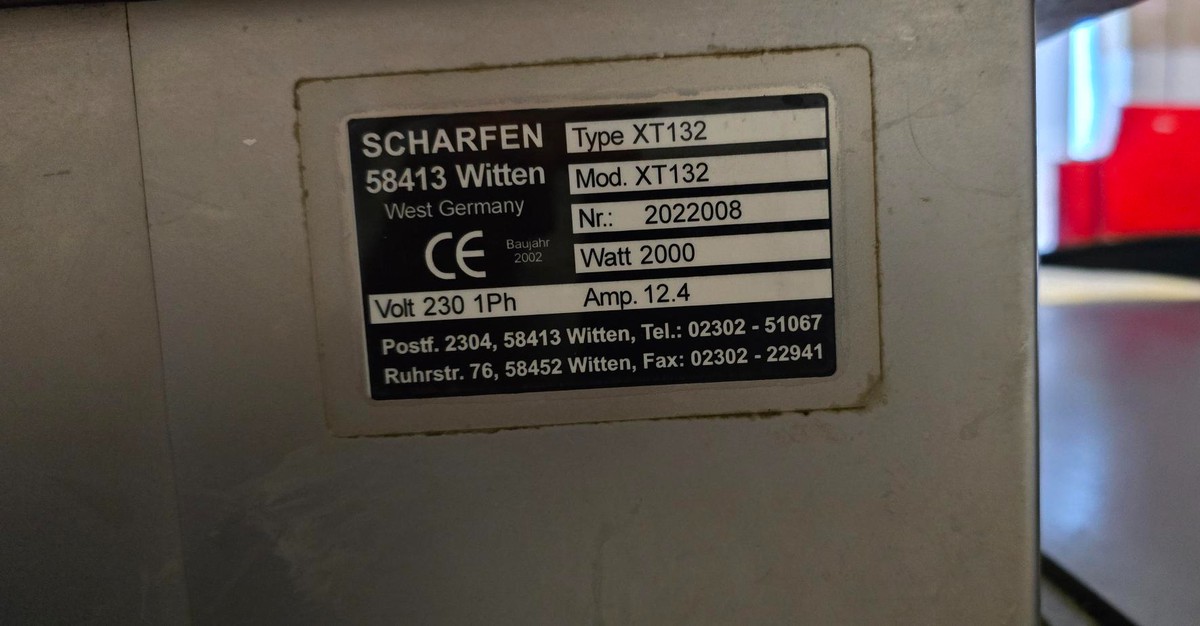 SCHARFEN
58413 Witten
West Germany
CE
Baujahr
2002
Type XT132
Mod. XT132
Nr.: 2022008
Watt 2000
Volt 230 1Ph Amp. 12.4
Postf. 2304, 58413 Witten, Tel.: 02302 - 51067
Ruhrstr. 76, 58452 Witten, Fax: 02302 - 22941